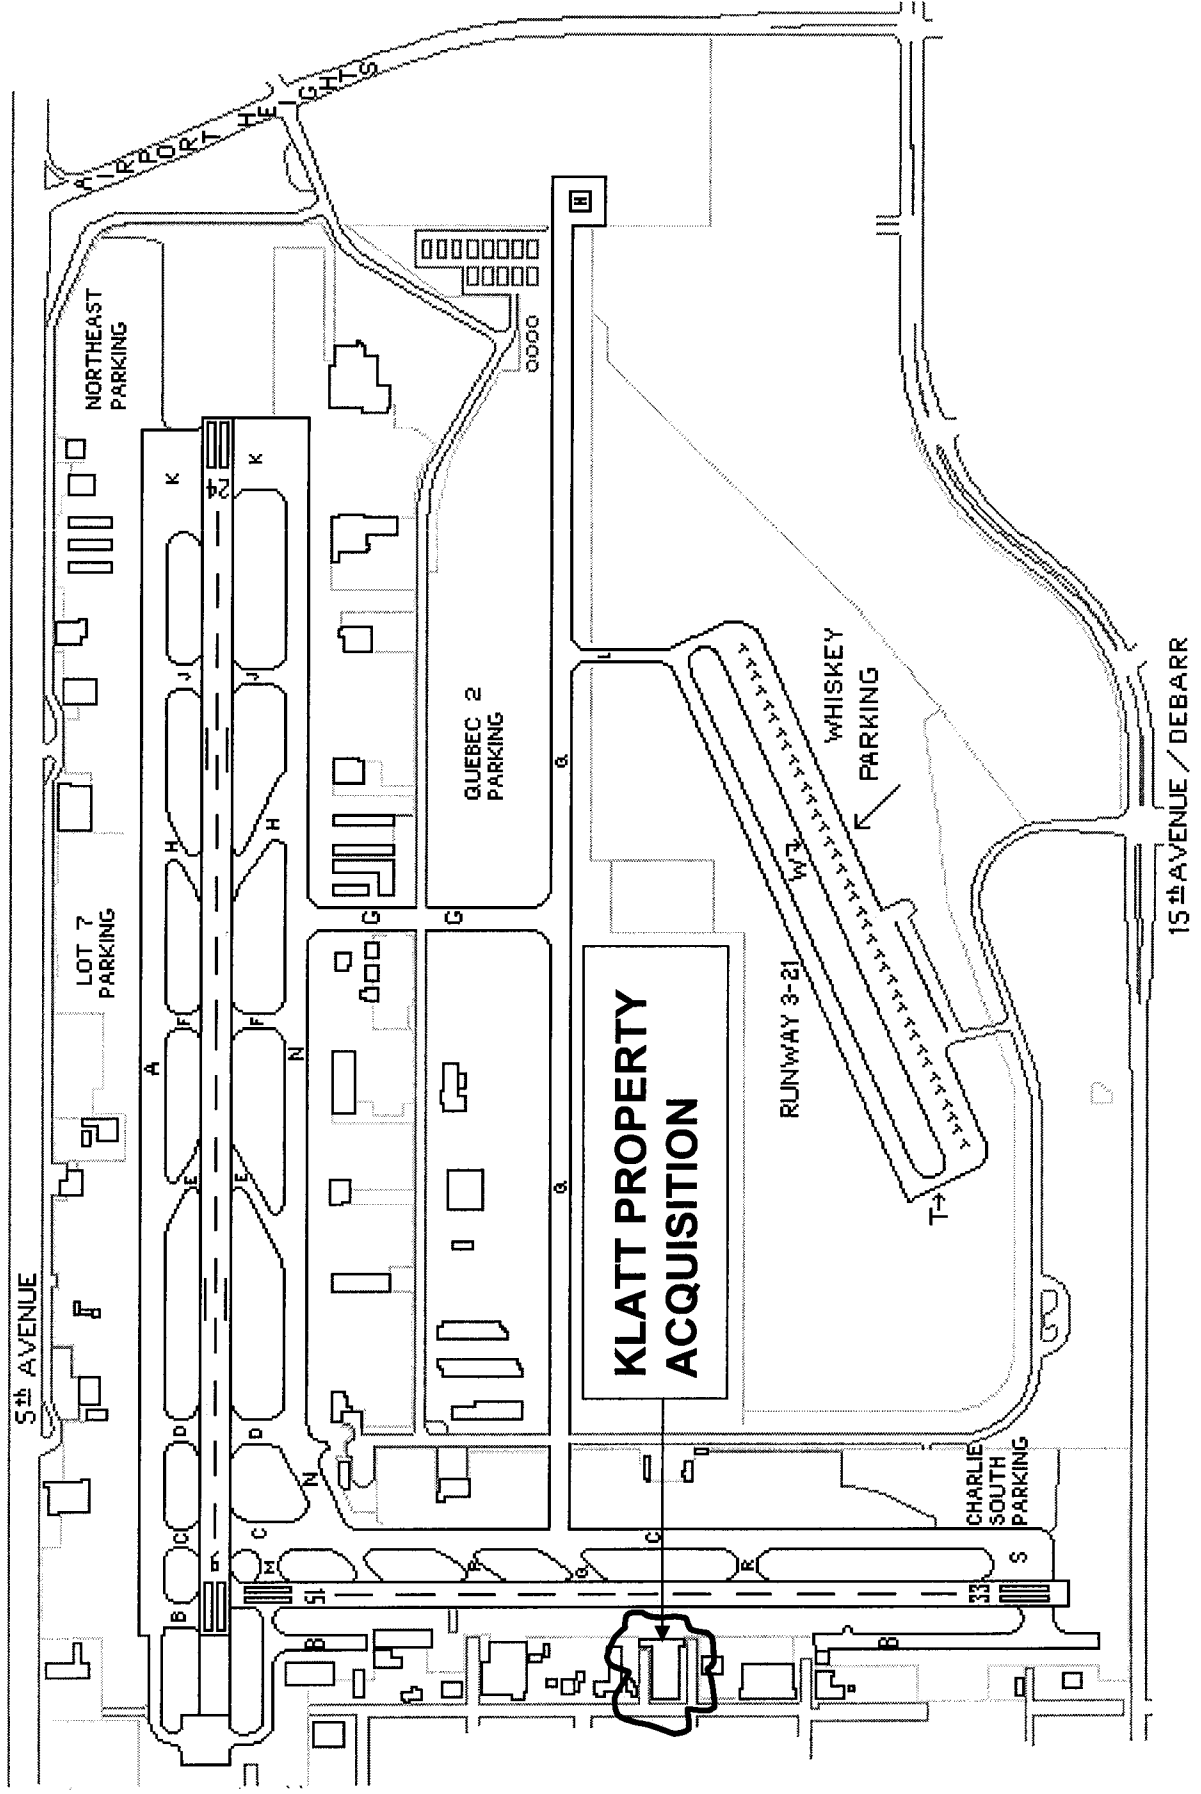 5th AVENUE
AIRPORT HEIGHTS
NORTHEAST
PARKING
LOT 7
PARKING
K
24
K
J
J
H
H
A
F
F
N
E
E
D
D
N
C
C
B
M
15
P
Q
R
C
33
S
B
B
G
G
QUEBEC 2
PARKING
H
L
Q
Q
WHISKEY
PARKING
W7
RUNWAY 3-21
T
KLATT PROPERTY
ACQUISITION
CHARLIE
SOUTH
PARKING
15th AVENUE / DEBARR